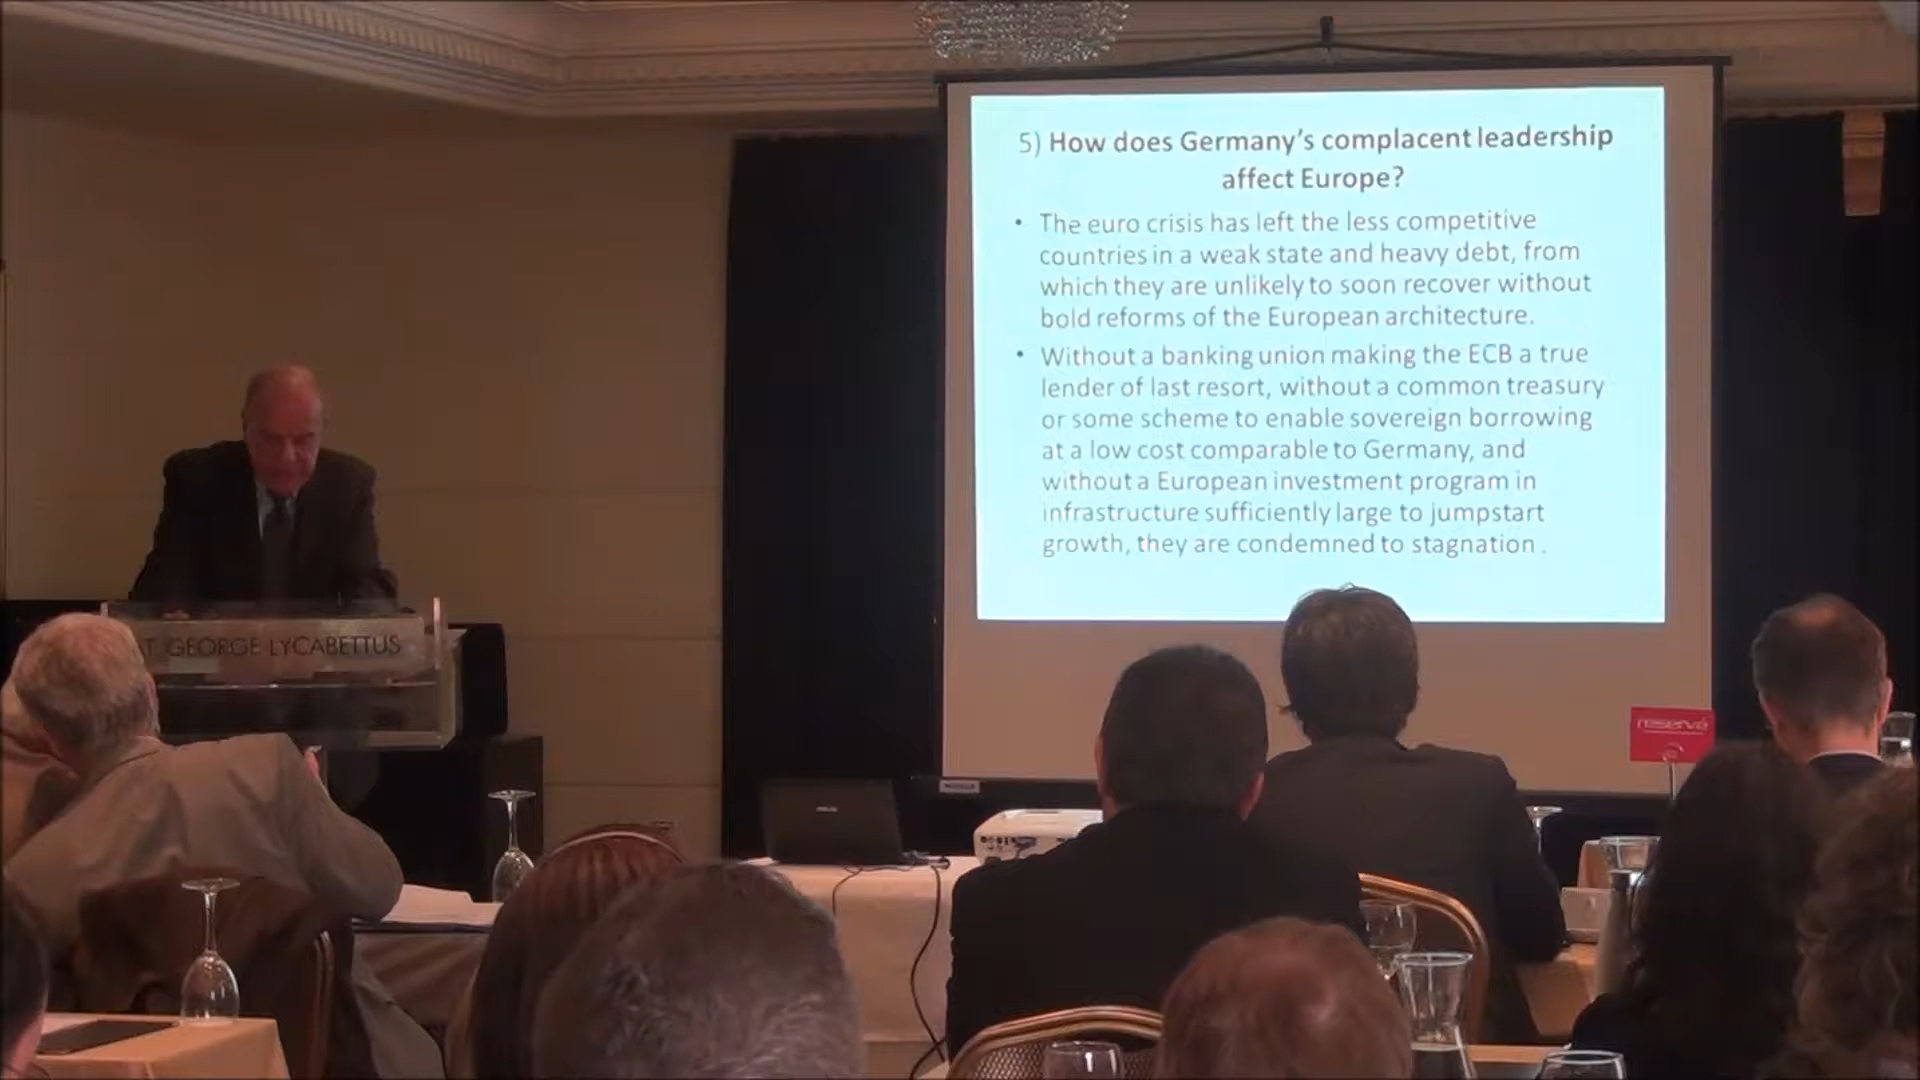 5) How does Germany's complacent leadership
affect Europe?
• The euro crisis has left the less competitive
countries in a weak state and heavy debt, from
which they are unlikely to soon recover without
bold reforms of the European architecture.
• Without a banking union making the ECB a true
lender of last resort, without a common treasury
or some scheme to enable sovereign borrowing
at a low cost comparable to Germany, and
without a European investment program in
infrastructure sufficiently large to jumpstart
growth, they are condemned to stagnation .
T. GEORGE LYCABETTUS
reservé